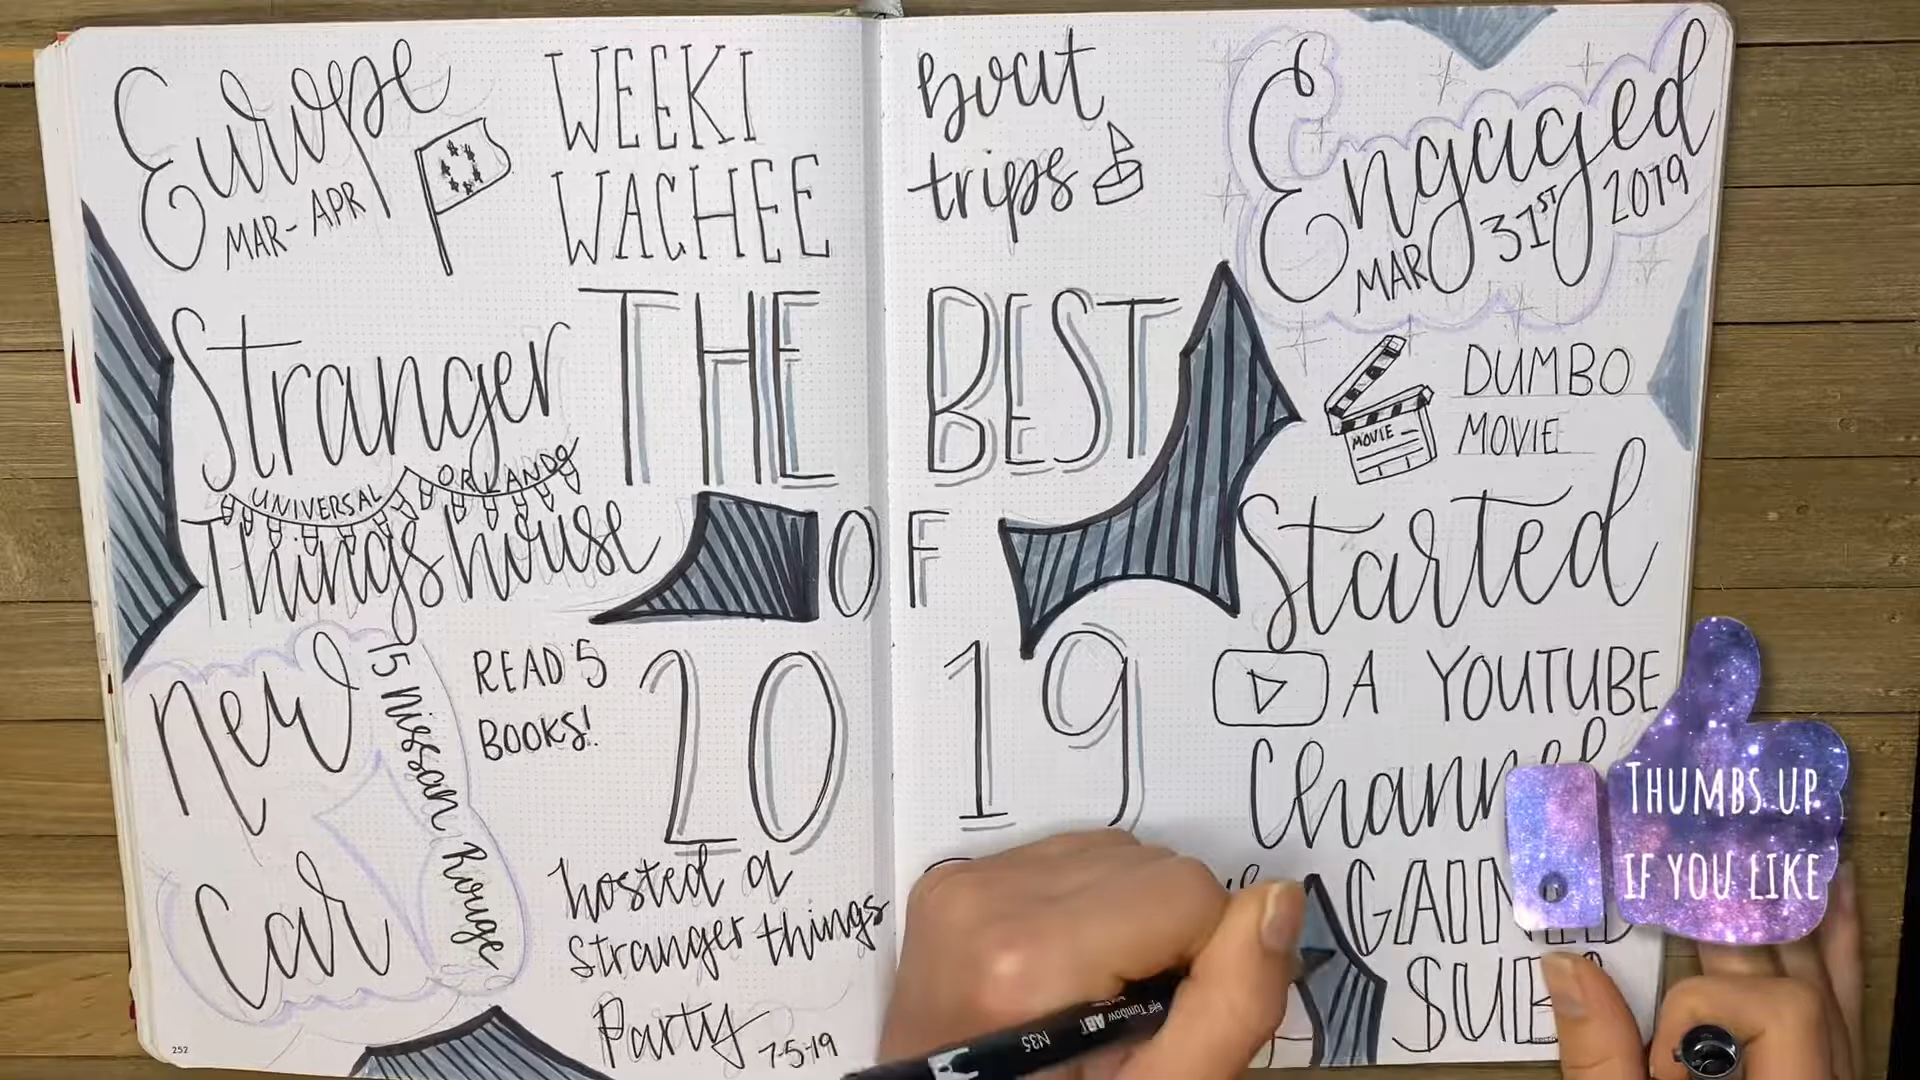 Europe
MAR-APR
WEEKI
WACHEE
boat
trips
Engaged
MAR 31ST 2019
Stranger
UNIVERSAL ORLANDO
Things house
THE BEST
OF
2019
MOVIE
DUMBO
MOVIE
Started
A YOUTUBE
Channel
GAINED
SUBS
new
car
15 Nissan Rouge
READ 5
BOOKS!
hosted a
stranger things
Party 7-5-19
252
THUMBS UP
IF YOU LIKE
Tombow ABT
N35